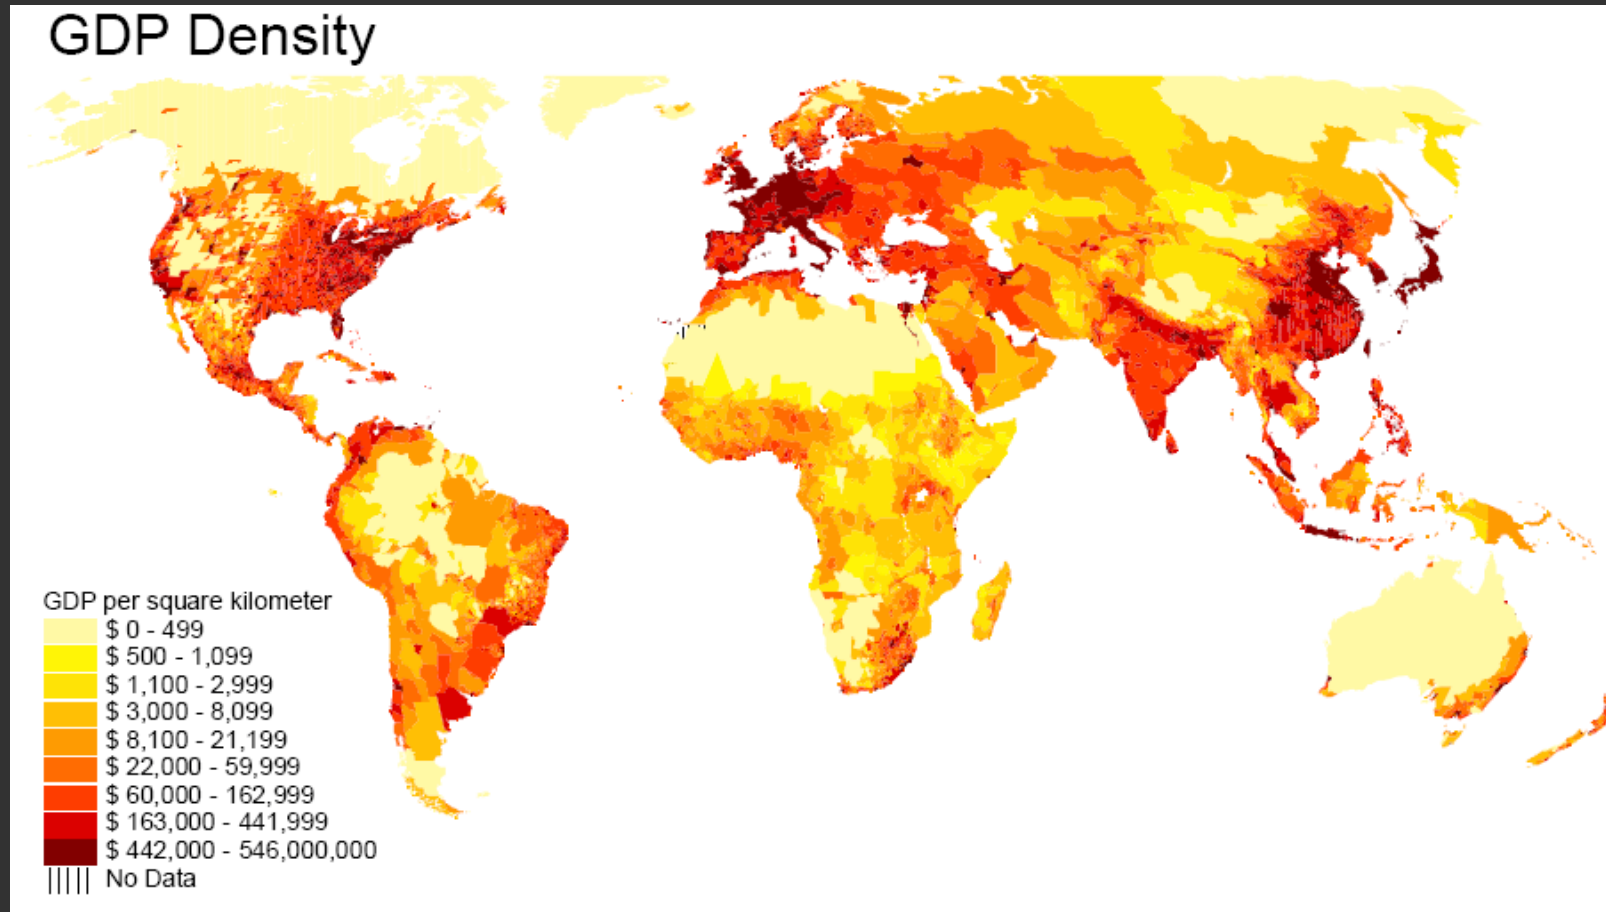 GDP Density
GDP per square kilometer
$ 0 - 499
$ 500 - 1,099
$ 1,100 - 2,999
$ 3,000 - 8,099
$ 8,100 - 21,199
$ 22,000 - 59,999
$ 60,000 - 162,999
$ 163,000 - 441,999
$ 442,000 - 546,000,000
No Data